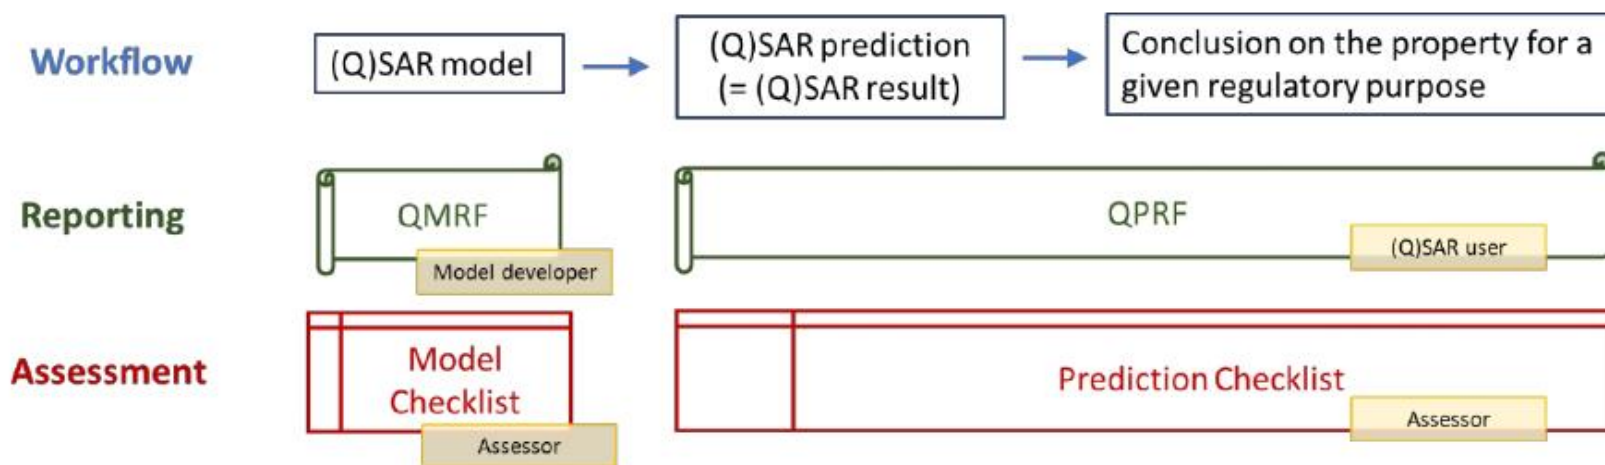 Workflow
(Q)SAR model
(Q)SAR prediction
(= (Q)SAR result)
Conclusion on the property for a
given regulatory purpose
Reporting
QMRF
Model developer
QPRF
(Q)SAR user
Assessment
Model
Checklist
Assessor
Prediction Checklist
Assessor